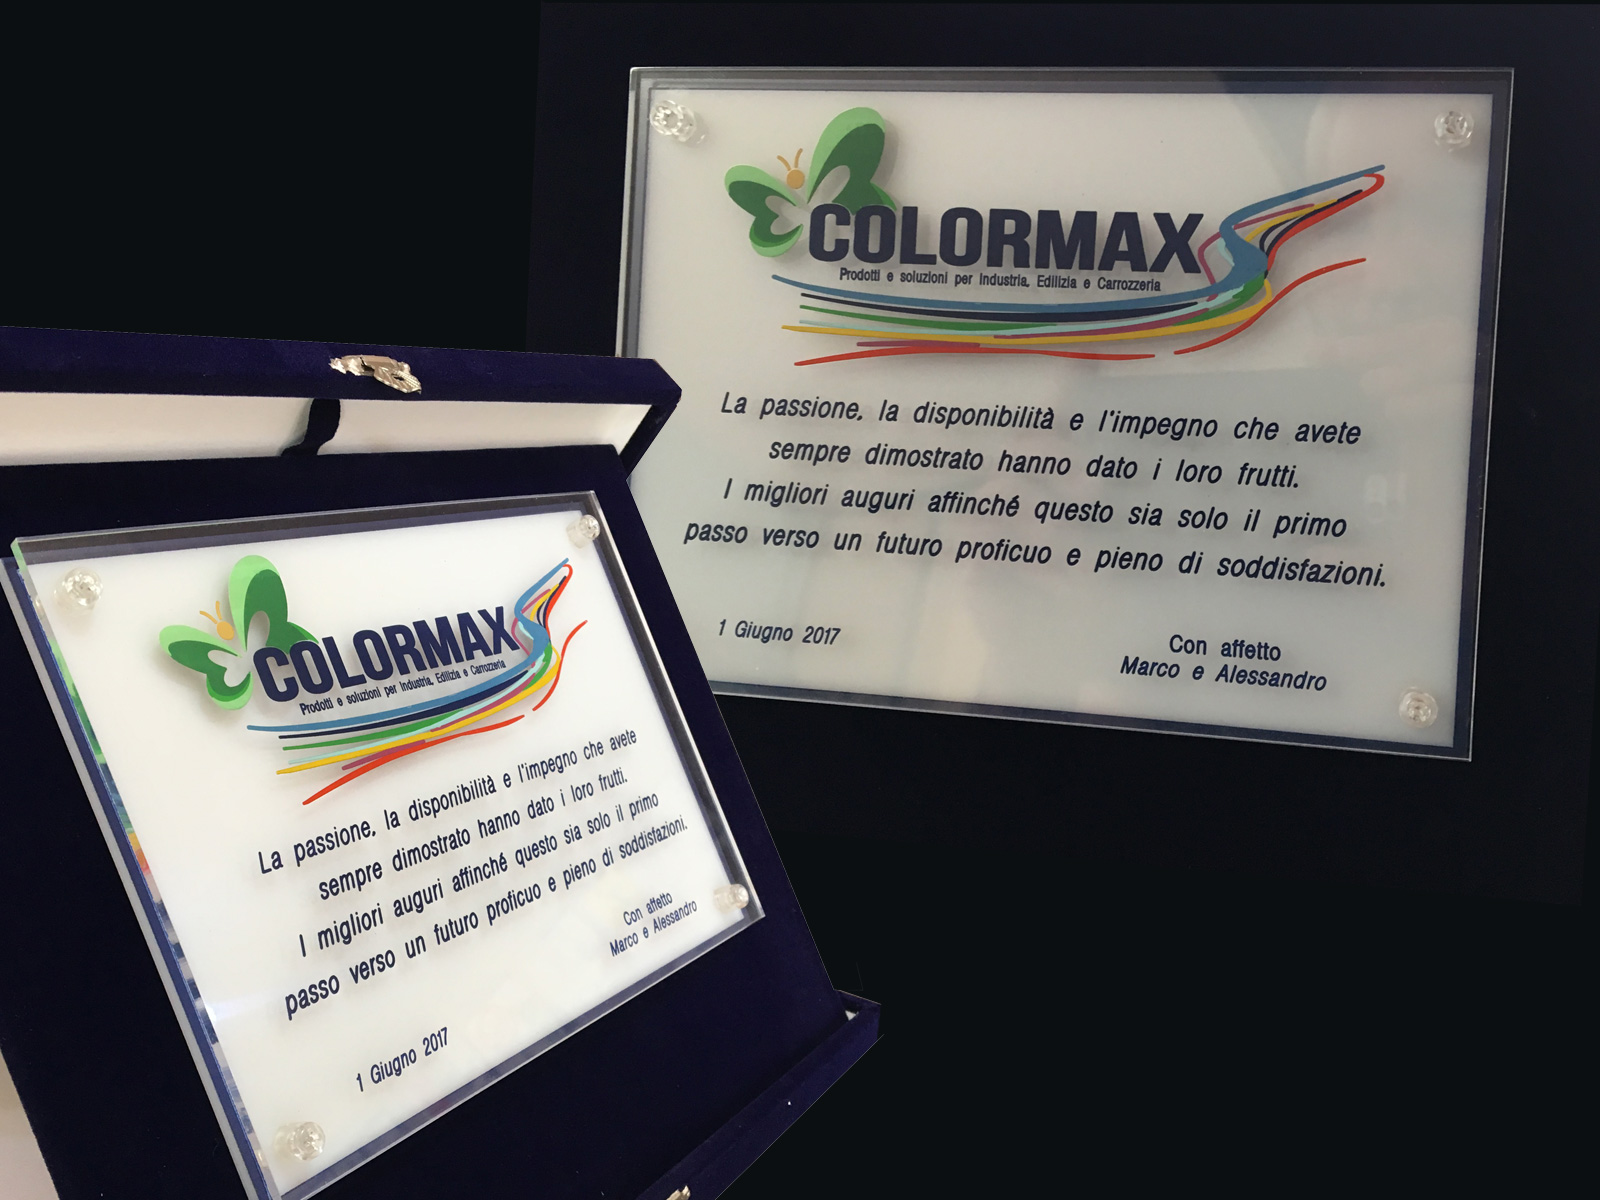 COLORMAX
Prodotti e soluzioni per Industria, Edilizia e Carrozzeria
La passione, la disponibilità e l'impegno che avete
sempre dimostrato hanno dato i loro frutti.
I migliori auguri affinché questo sia solo il primo
passo verso un futuro proficuo e pieno di soddisfazioni.
1 Giugno 2017
Con affetto
Marco e Alessandro
COLORMAX
Prodotti e soluzioni per Industria, Edilizia e Carrozzeria
La passione, la disponibilità e l'impegno che avete
sempre dimostrato hanno dato i loro frutti.
I migliori auguri affinché questo sia solo il primo
passo verso un futuro proficuo e pieno di soddisfazioni.
Con affetto
Marco e Alessandro
1 Giugno 2017